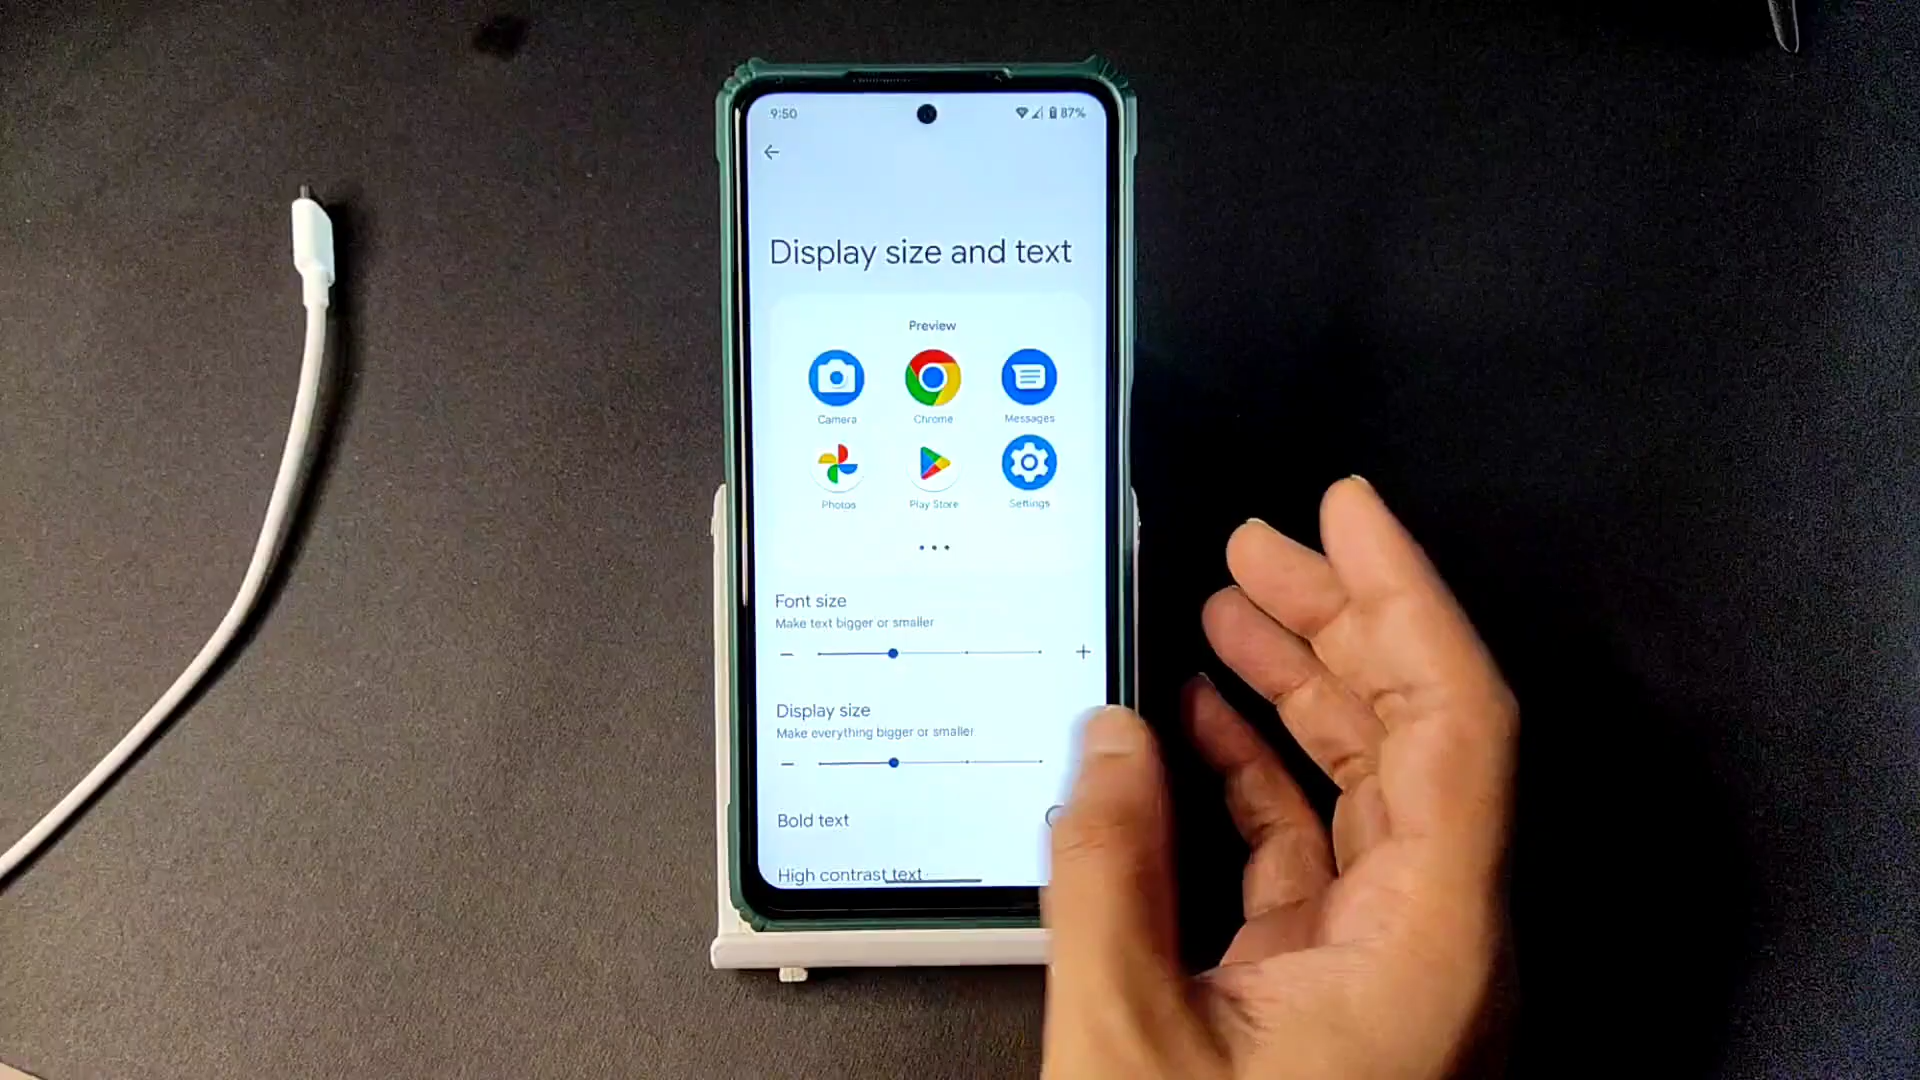 9:50 87%
Display size and text
Preview
Camera Chrome Messages
Photos Play Store Settings
Font size
Make text bigger or smaller
Display size
Make everything bigger or smaller
Bold text
High contrast text